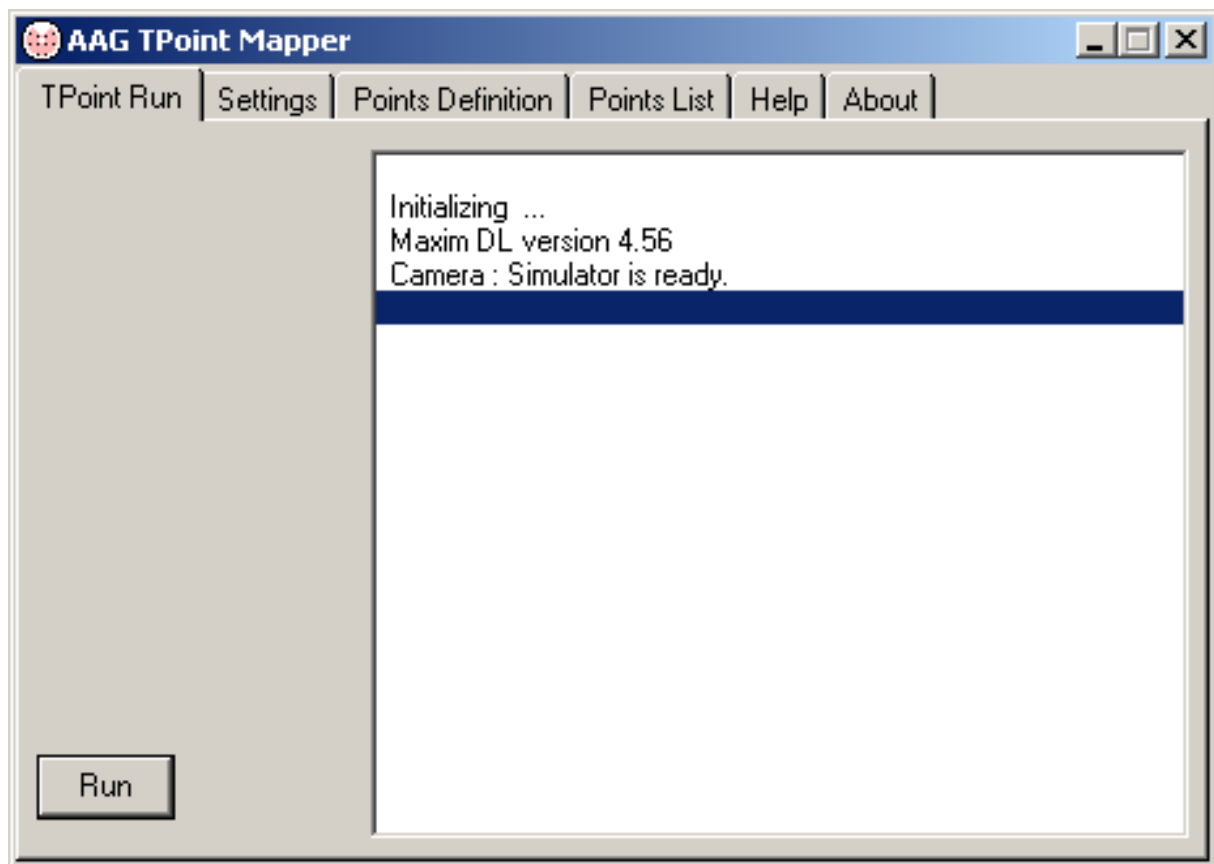 AAG TPoint Mapper
TPoint Run Settings Points Definition Points List Help About
Initializing ...
Maxim DL version 4.56
Camera : Simulator is ready.
Run